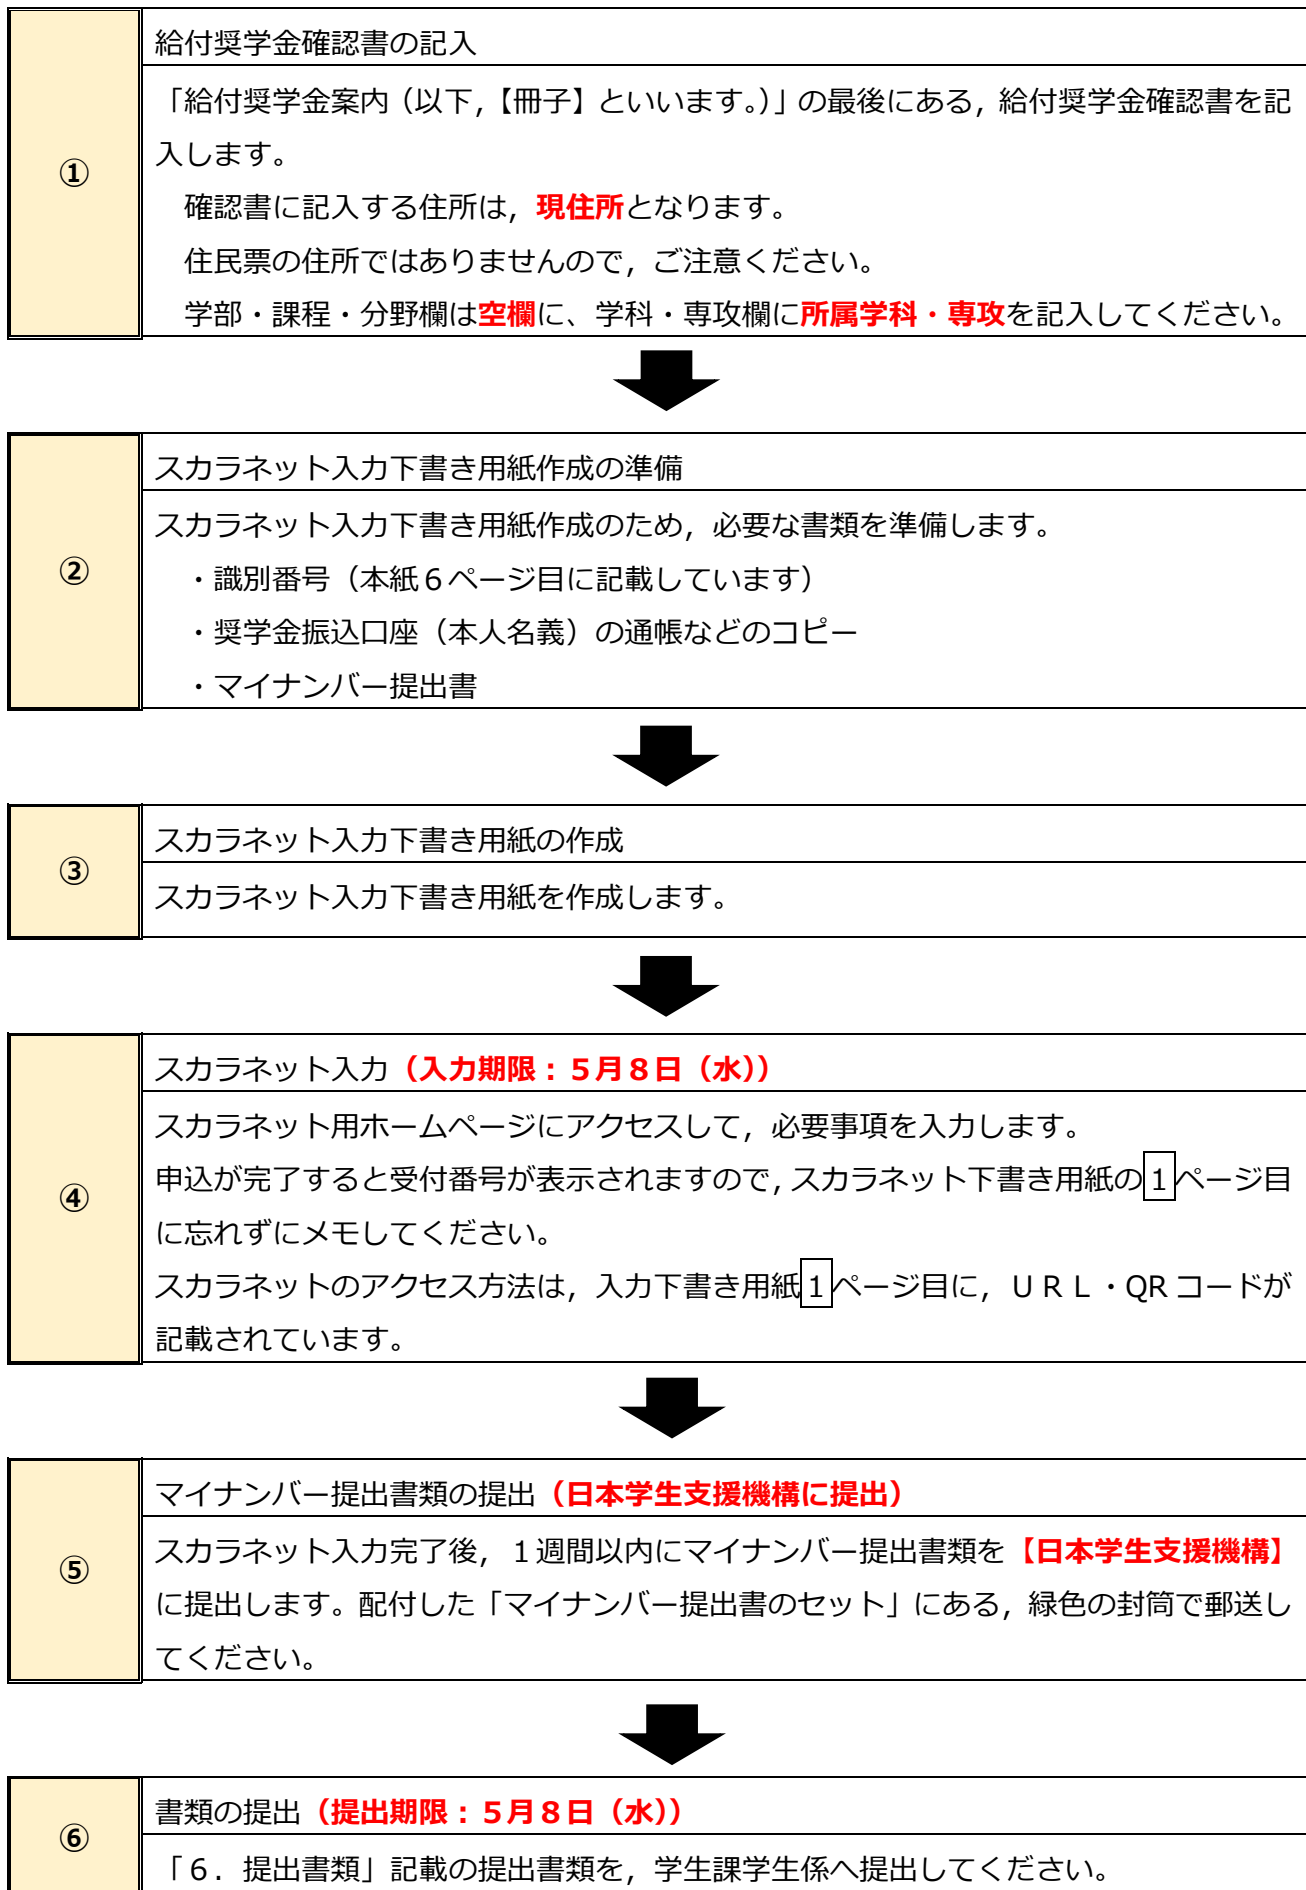 ①
給付奨学金確認書の記入
「給付奨学金案内（以下，【冊子】といいます。）」の最後にある，給付奨学金確認書を記
入します。
確認書に記入する住所は，現住所となります。
住民票の住所ではありませんので，ご注意ください。
学部・課程・分野欄は空欄に、学科・専攻欄に所属学科・専攻を記入してください。
②
スカラネット入力下書き用紙作成の準備
スカラネット入力下書き用紙作成のため，必要な書類を準備します。
・識別番号（本紙６ページ目に記載しています）
・奨学金振込口座（本人名義）の通帳などのコピー
・マイナンバー提出書
③
スカラネット入力下書き用紙の作成
スカラネット入力下書き用紙を作成します。
④
スカラネット入力（入力期限：５月８日（水））
スカラネット用ホームページにアクセスして，必要事項を入力します。
申込が完了すると受付番号が表示されますので，スカラネット下書き用紙の1ページ目
に忘れずにメモしてください。
スカラネットのアクセス方法は，入力下書き用紙1ページ目に，ＵＲＬ・QRコードが
記載されています。
⑤
マイナンバー提出書類の提出（日本学生支援機構に提出）
スカラネット入力完了後，１週間以内にマイナンバー提出書類を【日本学生支援機構】
に提出します。配付した「マイナンバー提出書のセット」にある，緑色の封筒で郵送し
てください。
⑥
書類の提出（提出期限：５月８日（水））
「６．提出書類」記載の提出書類を，学生課学生係へ提出してください。